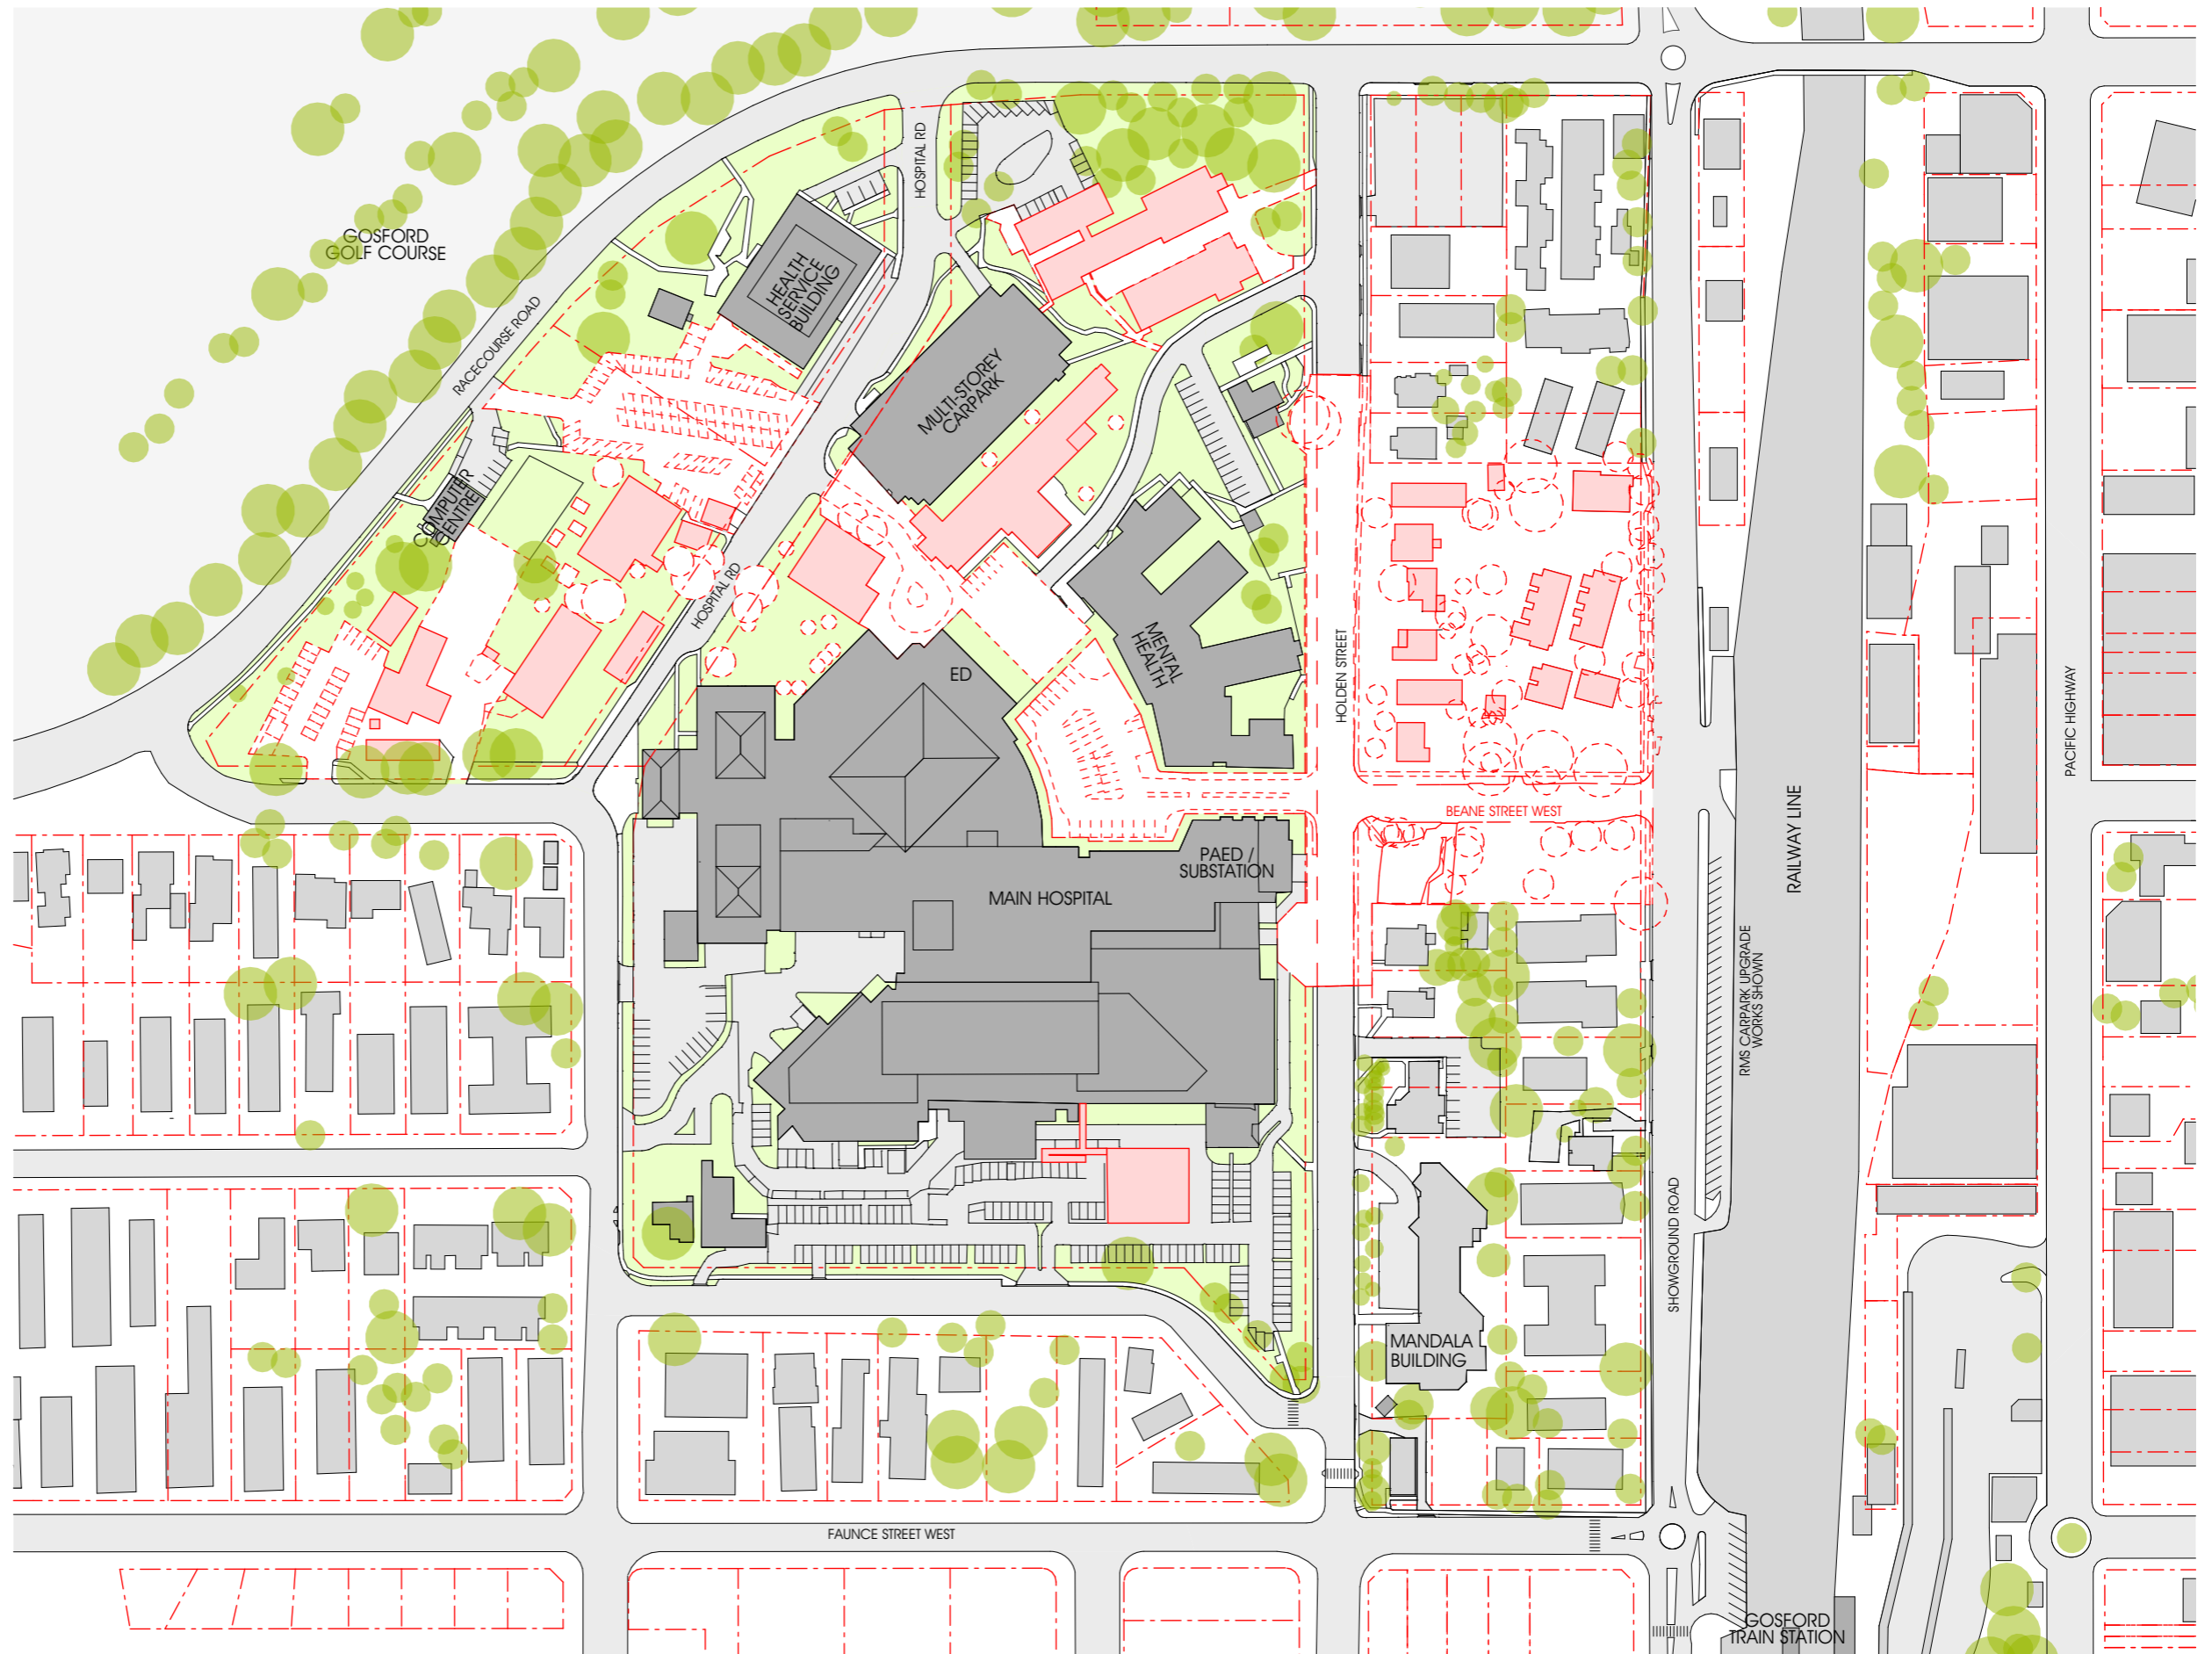 HOSPITAL RD
GOSFORD
GOLF COURSE
HEALTH
SERVICE
BUILDING
RACECOURSE ROAD
MULTI-STOREY
CARPARK
COMPUTER
CENTRE
HOSPITAL RD
MENTAL
HEALTH
ED
HOLDEN STREET
PACIFIC HIGHWAY
BEANE STREET WEST
RAILWAY LINE
PAED /
SUBSTATION
MAIN HOSPITAL
RMS CARPARK UPGRADE
WORKS SHOWN
SHOWGROUND ROAD
MANDALA
BUILDING
FAUNCE STREET WEST
GOSFORD
TRAIN STATION